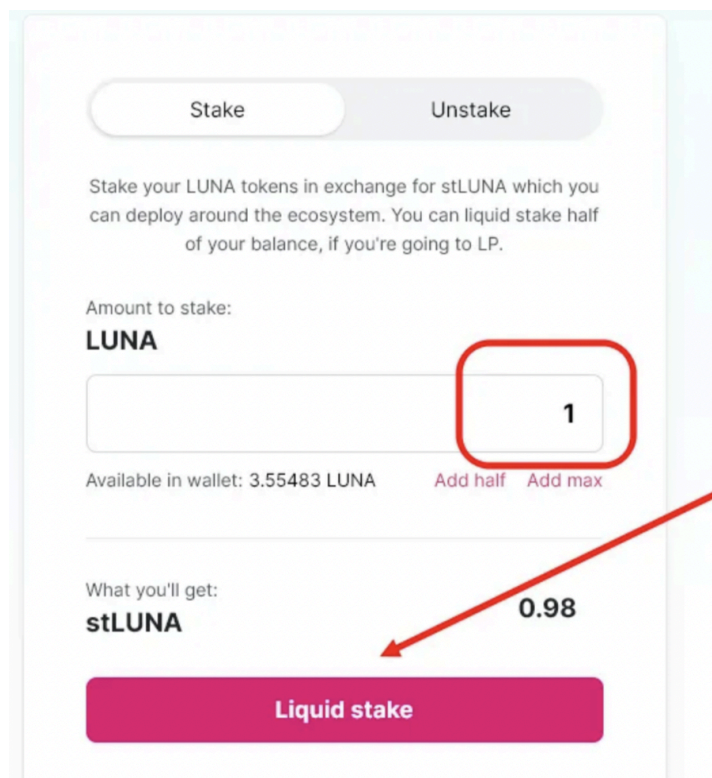 Stake Unstake
Stake your LUNA tokens in exchange for stLUNA which you
can deploy around the ecosystem. You can liquid stake half
of your balance, if you're going to LP.
Amount to stake:
LUNA
1
Available in wallet: 3.55483 LUNA Add half Add max
What you'll get:
stLUNA 0.98
Liquid stake